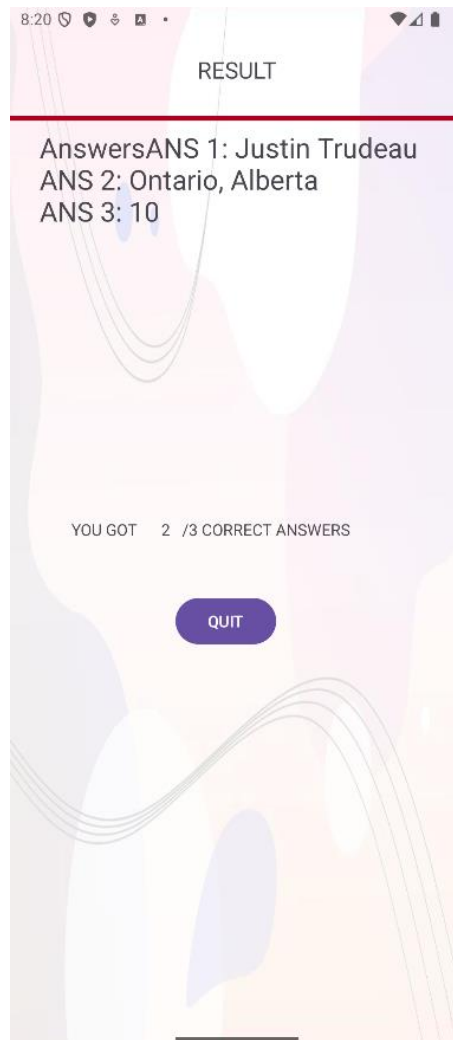 8:20
RESULT
AnswersANS 1: Justin Trudeau
ANS 2: Ontario, Alberta
ANS 3: 10
YOU GOT 2 /3 CORRECT ANSWERS
QUIT